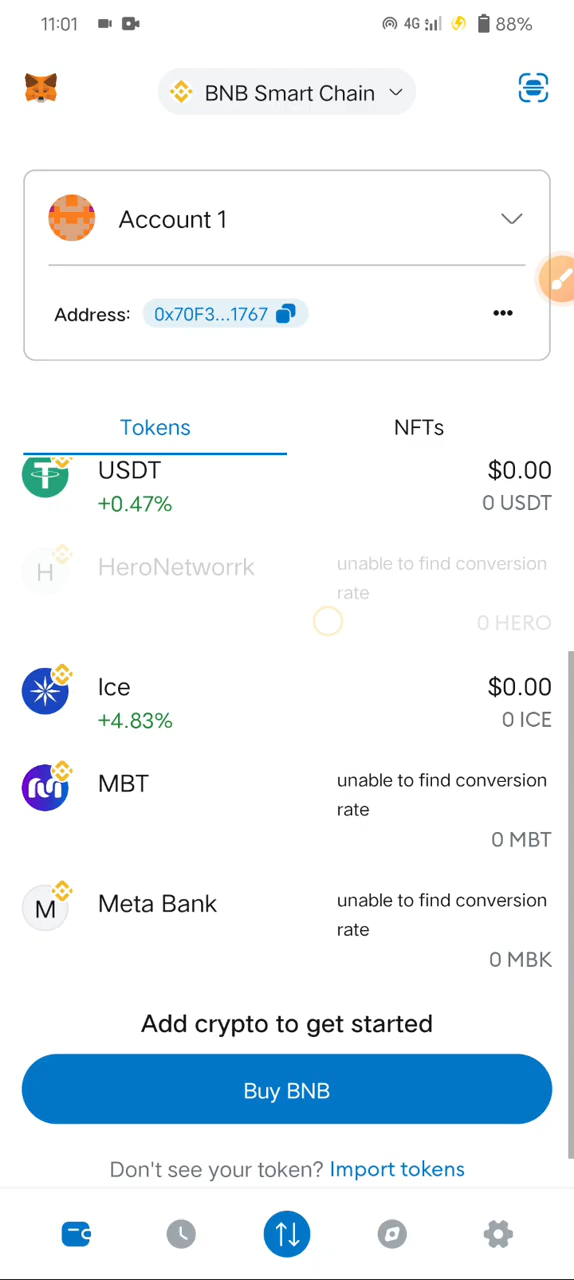 11:01 4G 88%
BNB Smart Chain
Account 1
Address: 0x70F3...1767
Tokens NFTs
USDT $0.00
+0.47% 0 USDT
H HeroNetworrk unable to find conversion
rate
0 HERO
Ice $0.00
+4.83% 0 ICE
MBT unable to find conversion
rate
0 MBT
M Meta Bank unable to find conversion
rate
0 MBK
Add crypto to get started
Buy BNB
Don't see your token? Import tokens